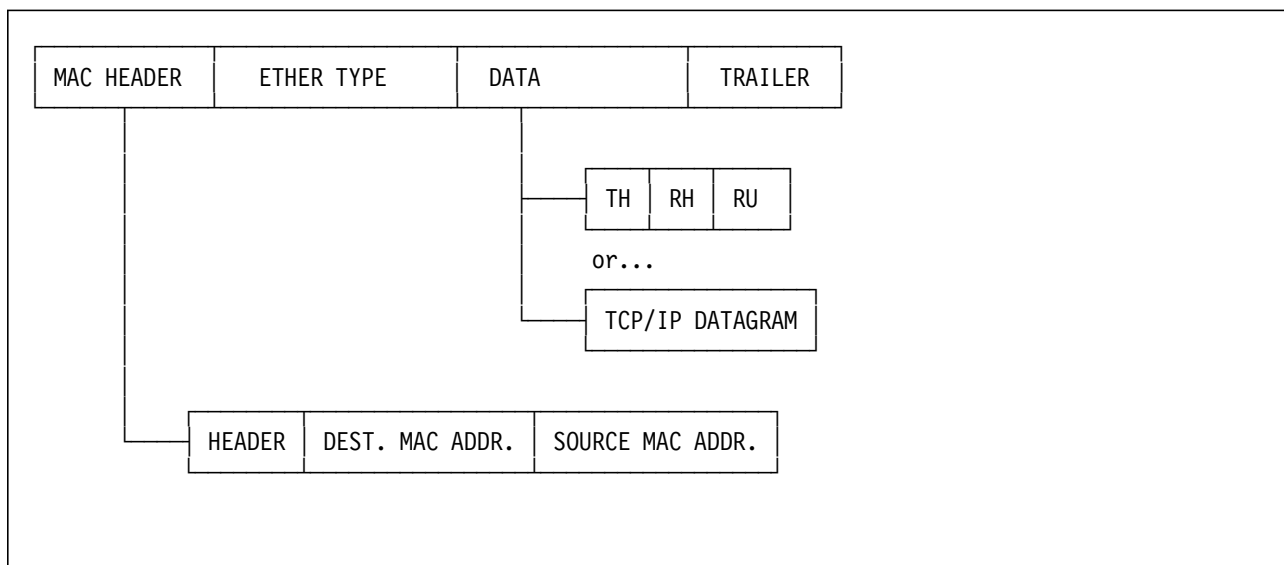 MAC HEADER ETHER TYPE DATA TRAILER
TH RH RU
or...
TCP/IP DATAGRAM
HEADER DEST. MAC ADDR. SOURCE MAC ADDR.